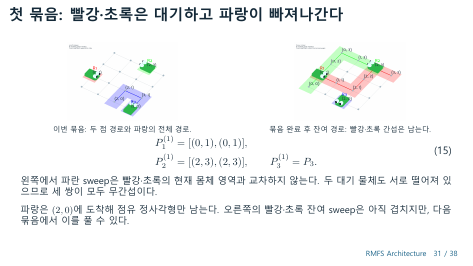 첫 묶음: 빨강·초록은 대기하고 파랑이 빠져나간다
이번 묶음: 두 점 경로와 파랑의 전체 경로.
묶음 완료 후 잔여 경로: 빨강·초록 간섭은 남는다.
P₁⁽¹⁾ = [(0, 1), (0, 1)],
P₂⁽¹⁾ = [(2, 3), (2, 3)], P₃⁽¹⁾ = P₃.
(15)
왼쪽에서 파란 sweep은 빨강·초록의 현재 몸체 영역과 교차하지 않는다. 두 대기 물체도 서로 떨어져 있
으므로 세 쌍이 모두 무간섭이다.
파랑은 (2, 0)에 도착해 점유 정사각형만 남는다. 오른쪽의 빨강·초록 잔여 sweep은 아직 겹치지만, 다음
묶음에서 이를 풀 수 있다.
RMFS Architecture 31 / 38